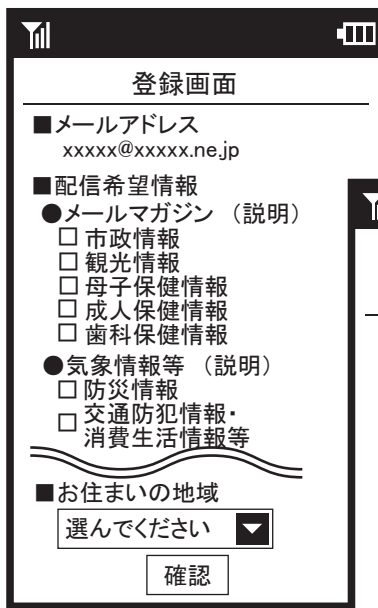 登録画面
■メールアドレス
xxxxx@xxxxx.ne.jp
■配信希望情報
●メールマガジン (説明)
□ 市政情報
□ 観光情報
□ 母子保健情報
□ 成人保健情報
□ 歯科保健情報
●気象情報等 (説明)
□ 防災情報
□ 交通防犯情報・
消費生活情報等
■お住まいの地域
選んでください ▼
確認